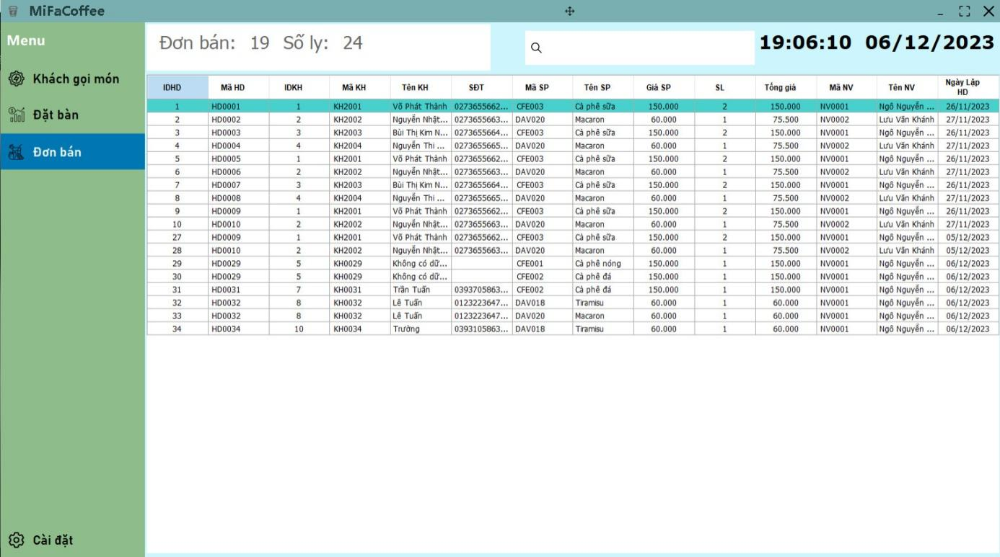 MiFaCoffee
Menu
Khách gọi món
Đặt bàn
Đơn bán
Cài đặt
Đơn bán: 19 Số ly: 24
19:06:10 06/12/2023
IDHD Mã HD IDKH Mã KH Tên KH SĐT Mã SP Tên SP Giá SP SL Tổng giá Mã NV Tên NV Ngày Lập HD
1 HD0001 1 KH2001 Võ Phát Thành 0273655662... CFE003 Cà phê sữa 150.000 2 150.000 NV0001 Ngô Nguyễn ... 26/11/2023
2 HD0002 2 KH2002 Nguyễn Nhật... 0273655663... DAV020 Macaron 60.000 1 75.500 NV0002 Lưu Văn Khánh 27/11/2023
3 HD0003 3 KH2003 Bùi Thị Kim N... 0273655664... CFE003 Cà phê sữa 150.000 2 150.000 NV0001 Ngô Nguyễn ... 26/11/2023
4 HD0004 4 KH2004 Nguyễn Thi ... 0273655665... DAV020 Macaron 60.000 1 75.500 NV0002 Lưu Văn Khánh 27/11/2023
5 HD0005 1 KH2001 Võ Phát Thành 0273655662... CFE003 Cà phê sữa 150.000 2 150.000 NV0001 Ngô Nguyễn ... 26/11/2023
6 HD0006 2 KH2002 Nguyễn Nhật... 0273655663... DAV020 Macaron 60.000 1 75.500 NV0002 Lưu Văn Khánh 27/11/2023
7 HD0007 3 KH2003 Bùi Thị Kim N... 0273655664... CFE003 Cà phê sữa 150.000 2 150.000 NV0001 Ngô Nguyễn ... 26/11/2023
8 HD0008 4 KH2004 Nguyễn Thi ... 0273655665... DAV020 Macaron 60.000 1 75.500 NV0002 Lưu Văn Khánh 27/11/2023
9 HD0009 1 KH2001 Võ Phát Thành 0273655662... CFE003 Cà phê sữa 150.000 2 150.000 NV0001 Ngô Nguyễn ... 26/11/2023
10 HD0010 2 KH2002 Nguyễn Nhật... 0273655663... DAV020 Macaron 60.000 1 75.500 NV0002 Lưu Văn Khánh 27/11/2023
27 HD0009 1 KH2001 Võ Phát Thành 0273655662... CFE003 Cà phê sữa 150.000 2 150.000 NV0001 Ngô Nguyễn ... 05/12/2023
28 HD0010 2 KH2002 Nguyễn Nhật... 0273655663... DAV020 Macaron 60.000 1 75.500 NV0002 Lưu Văn Khánh 05/12/2023
29 HD0029 5 KH0029 Không có dữ... CFE001 Cà phê nóng 150.000 1 150.000 NV0001 Ngô Nguyễn ... 06/12/2023
30 HD0029 5 KH0029 Không có dữ... CFE002 Cà phê đá 150.000 1 150.000 NV0001 Ngô Nguyễn ... 06/12/2023
31 HD0031 7 KH0031 Trần Tuấn 0393705863... CFE002 Cà phê đá 150.000 1 150.000 NV0001 Ngô Nguyễn ... 06/12/2023
32 HD0032 8 KH0032 Lê Tuấn 0123223647... DAV018 Tiramisu 60.000 1 60.000 NV0001 Ngô Nguyễn ... 06/12/2023
33 HD0032 8 KH0032 Lê Tuấn 0123223647... DAV020 Macaron 60.000 1 60.000 NV0001 Ngô Nguyễn ... 06/12/2023
34 HD0034 10 KH0034 Trường 0393105863... DAV018 Tiramisu 60.000 1 60.000 NV0001 Ngô Nguyễn ... 06/12/2023